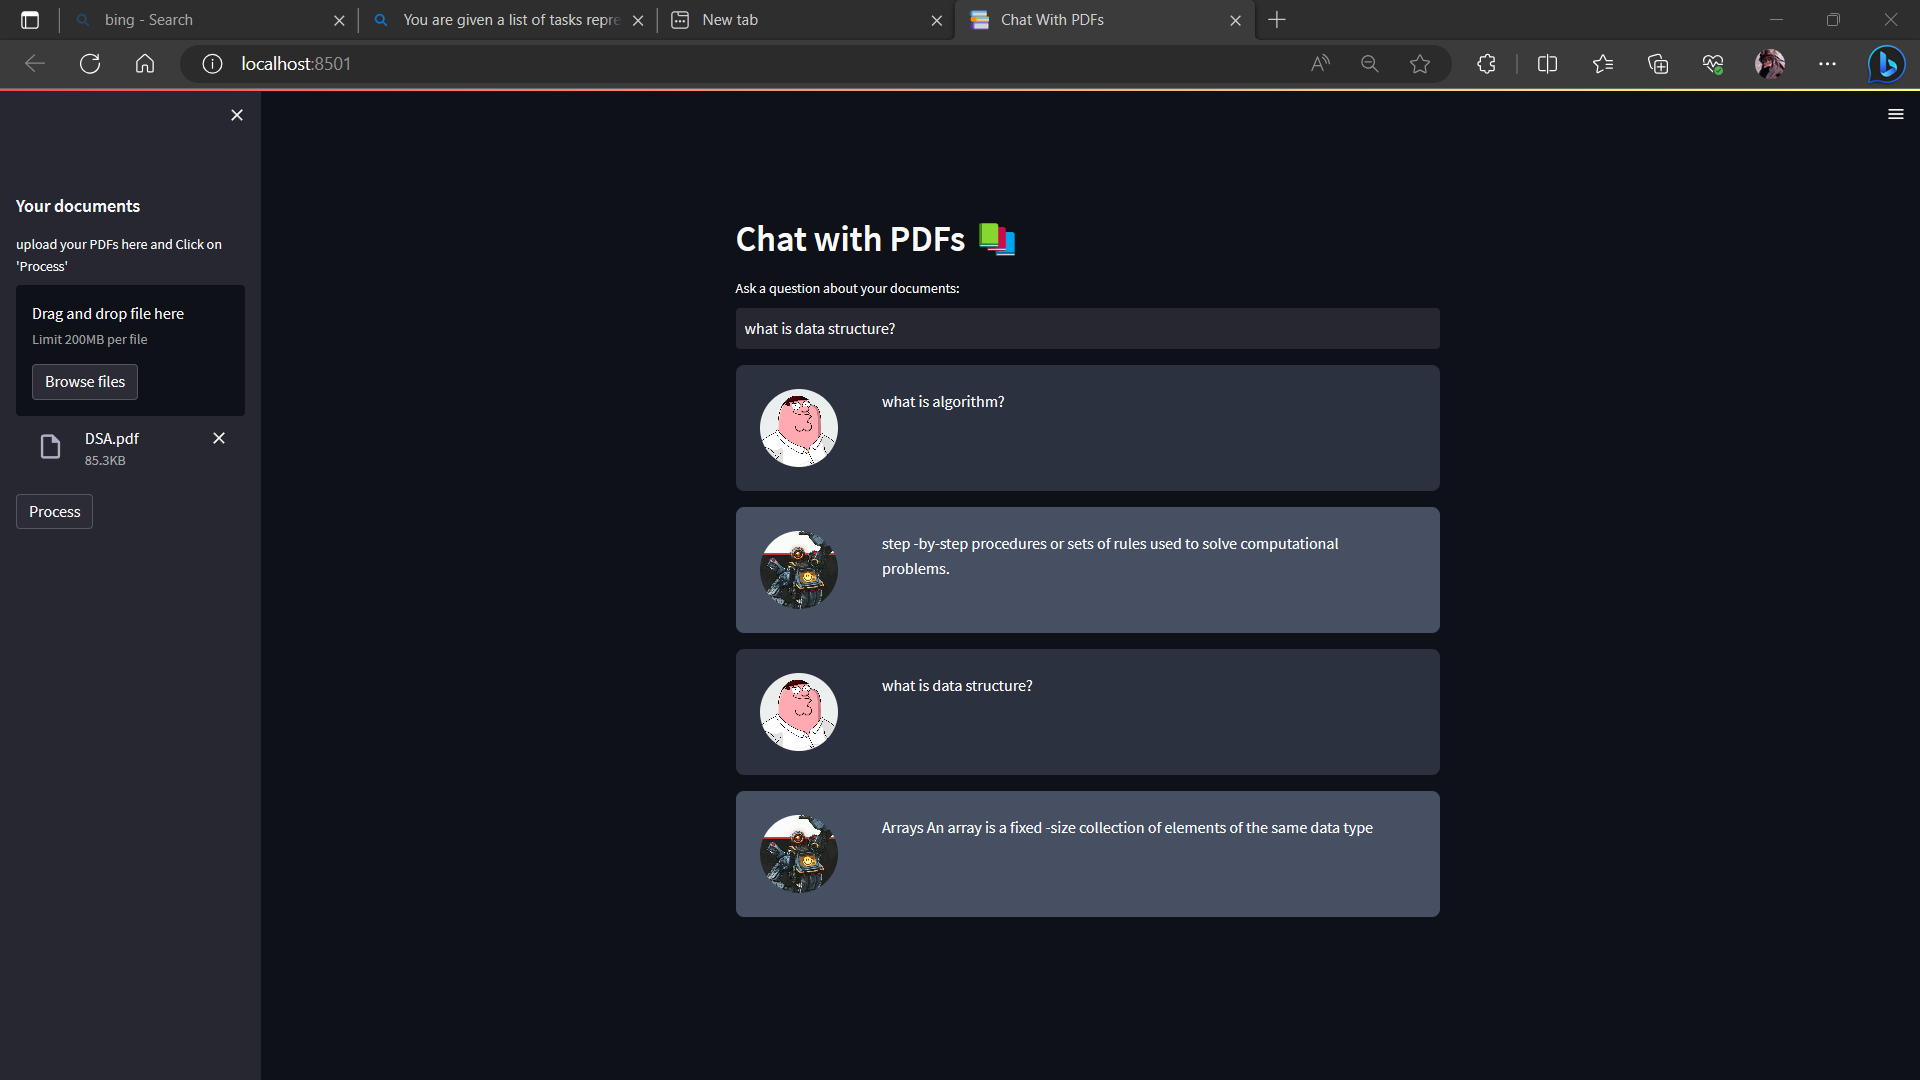 bing - Search
You are given a list of tasks repre
New tab
Chat With PDFs
localhost:8501
Your documents
upload your PDFs here and Click on
'Process'
Drag and drop file here
Limit 200MB per file
Browse files
DSA.pdf
85.3KB
Process
Chat with PDFs
Ask a question about your documents:
what is data structure?
what is algorithm?
step -by-step procedures or sets of rules used to solve computational
problems.
what is data structure?
Arrays An array is a fixed -size collection of elements of the same data type